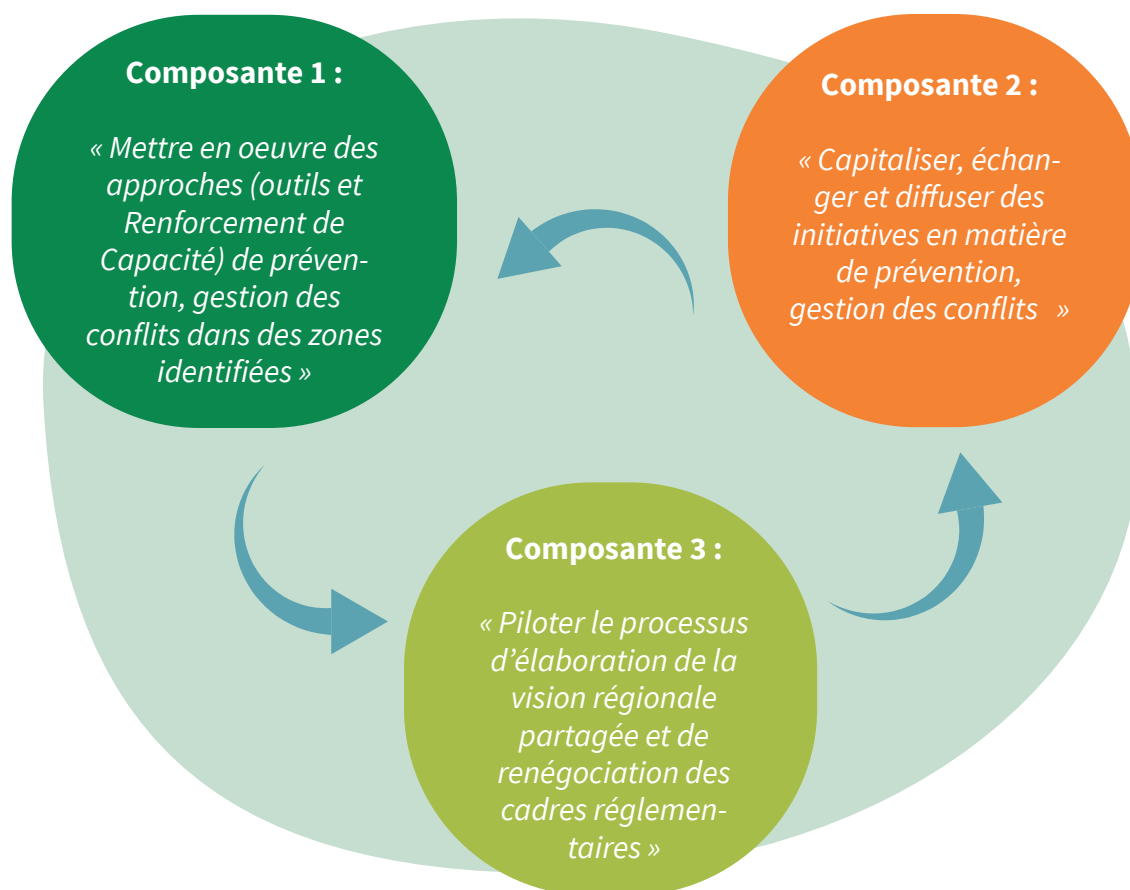 Composante 1 :
« Mettre en oeuvre des
approches (outils et
Renforcement de
Capacité) de préven-
tion, gestion des
conflits dans des zones
identifiées »
Composante 2 :
« Capitaliser, échan-
ger et diffuser des
initiatives en matière
de prévention,
gestion des conflits »
Composante 3 :
« Piloter le processus
d’élaboration de la
vision régionale
partagée et de
renégociation des
cadres réglemen-
taires »